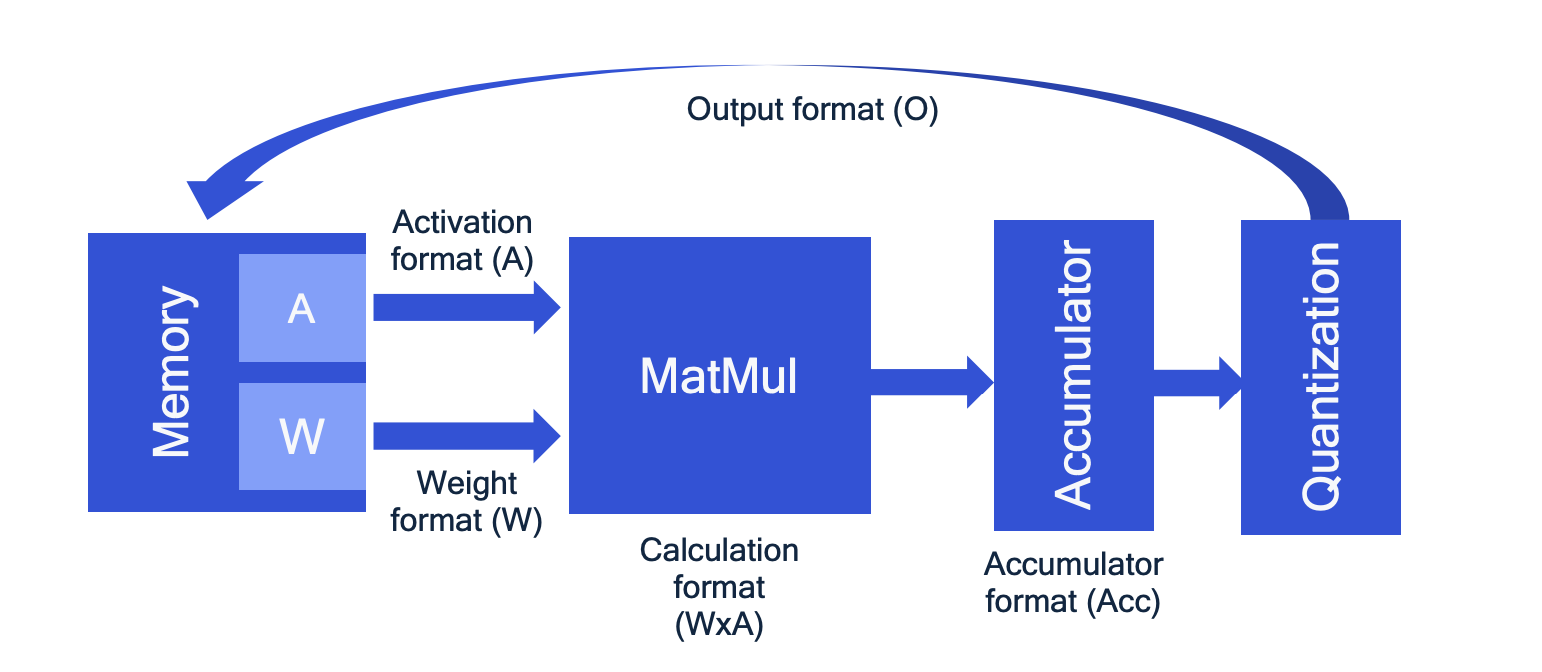 Output format (O)
Activation
format (A)
Memory
A
W
Weight
format (W)
MatMul
Calculation
format
(WxA)
Accumulator
Accumulator
format (Acc)
Quantization